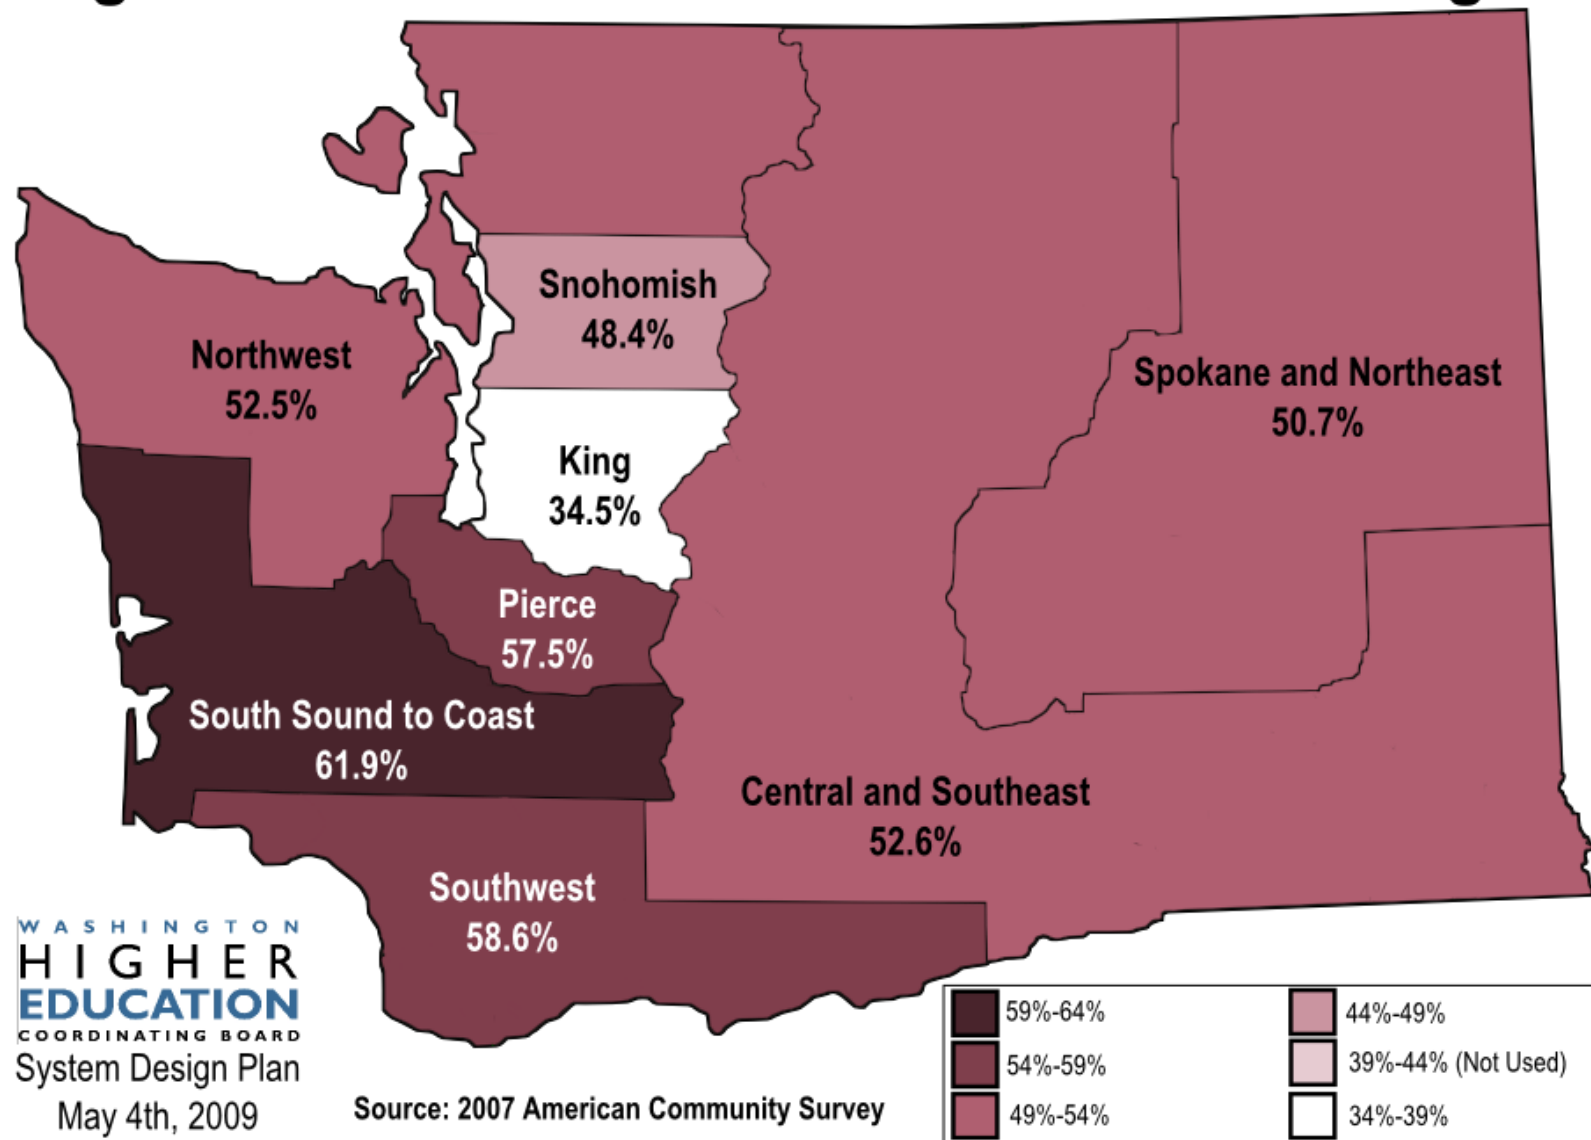 Snohomish
48.4%
Northwest
52.5%
Spokane and Northeast
50.7%
King
34.5%
Pierce
57.5%
South Sound to Coast
61.9%
Central and Southeast
52.6%
Southwest
58.6%
WASHINGTON
HIGHER
EDUCATION
COORDINATING BOARD
System Design Plan
May 4th, 2009
Source: 2007 American Community Survey
59%-64%
54%-59%
49%-54%
44%-49%
39%-44% (Not Used)
34%-39%